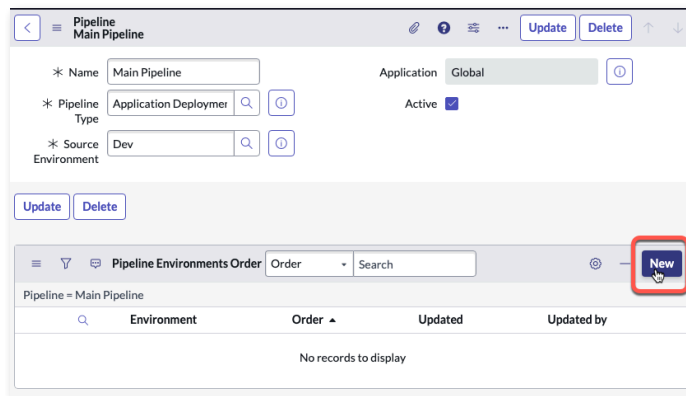 Pipeline
Main Pipeline
Update Delete
* Name Main Pipeline Application Global
* Pipeline Type Application Deploymer Active
* Source Environment Dev
Update Delete
Pipeline Environments Order Order Search New
Pipeline = Main Pipeline
Environment Order Updated Updated by
No records to display